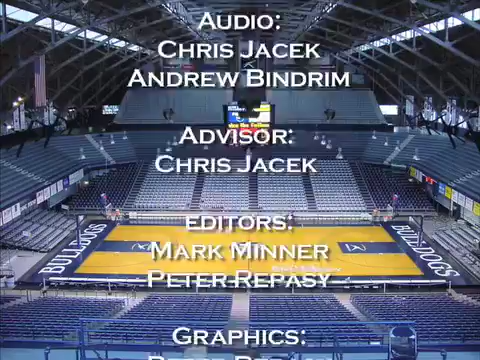 Audio:
Chris Jacek
Andrew Bindrim
Advisor:
Chris Jacek
editors:
Mark Minner
Peter Repasy
Graphics:
BULLDOGS
BULLDOGS